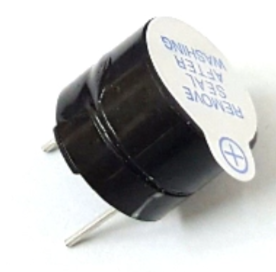 REMOVE
SEAL
AFTER
WASHING
+